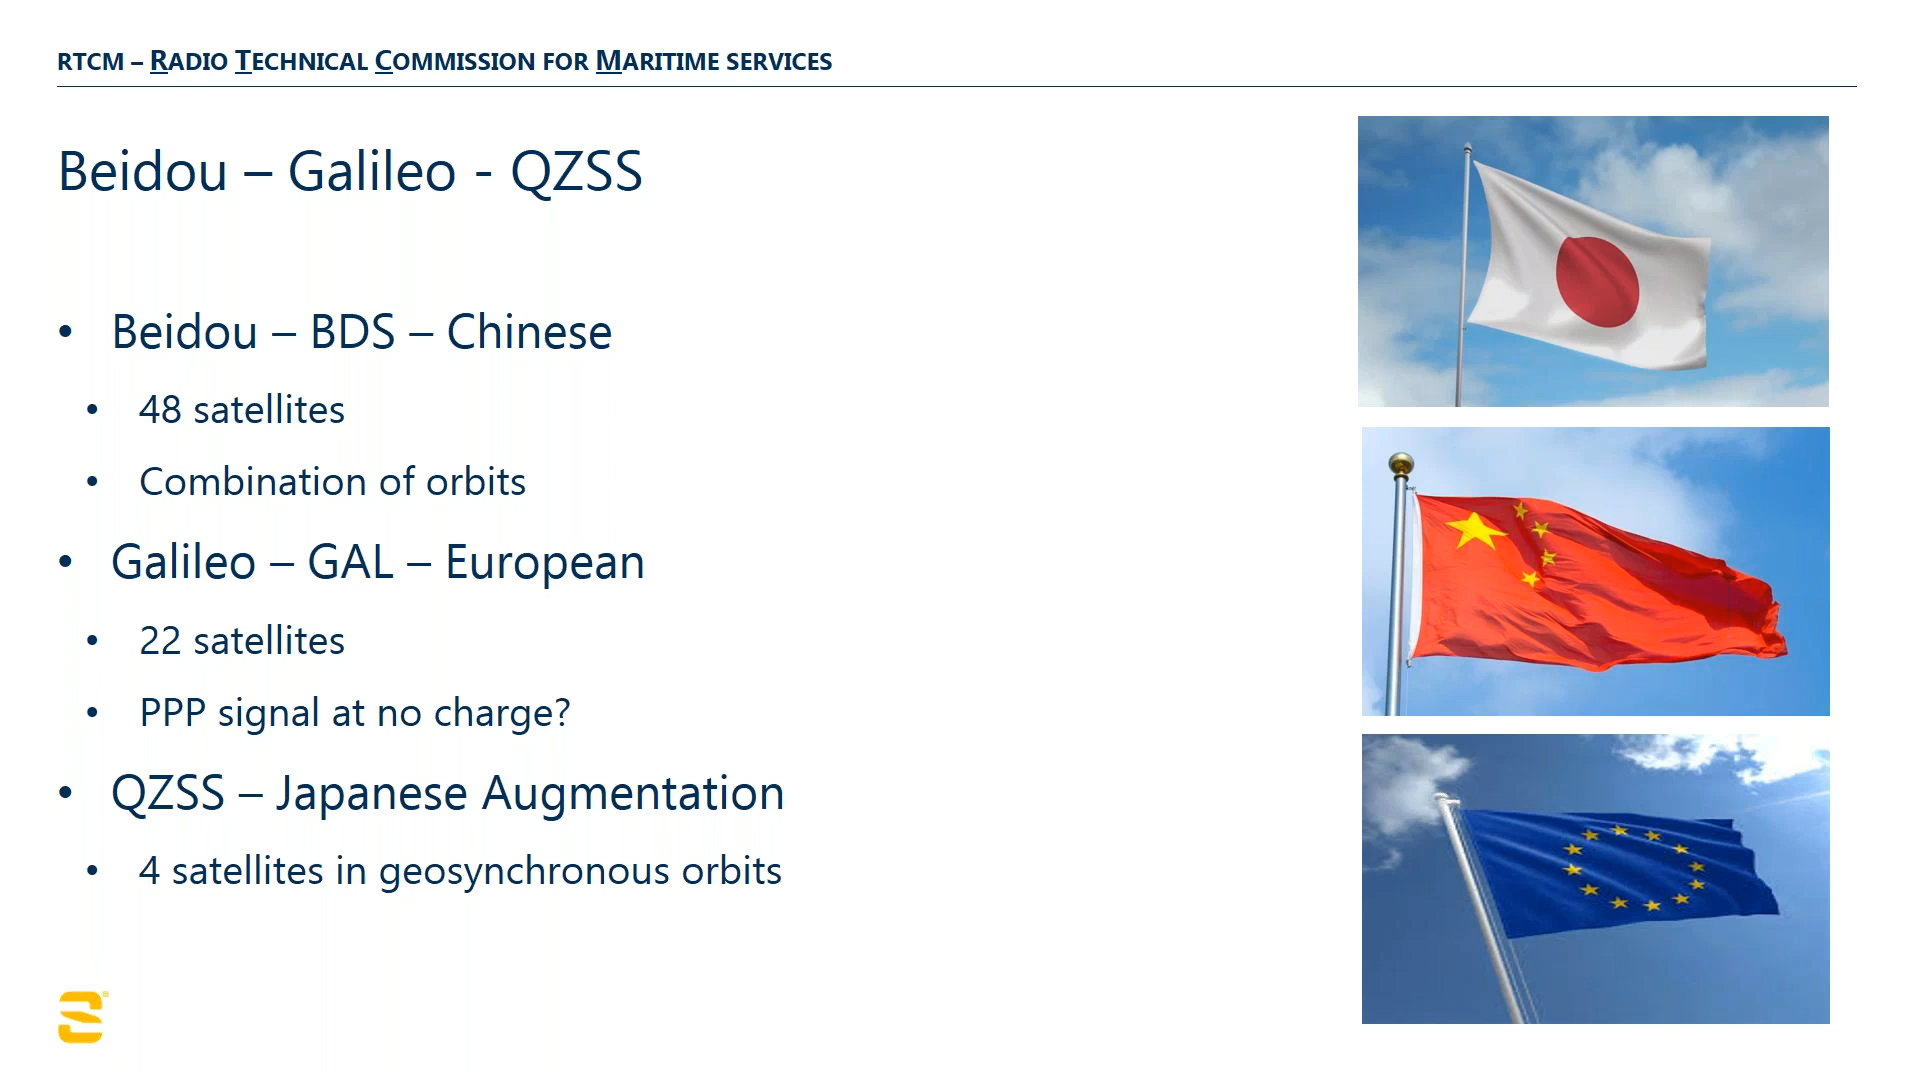 RTCM – RADIO TECHNICAL COMMISSION FOR MARITIME SERVICES
Beidou – Galileo - QZSS
• Beidou – BDS – Chinese
• 48 satellites
• Combination of orbits
• Galileo – GAL – European
• 22 satellites
• PPP signal at no charge?
• QZSS – Japanese Augmentation
• 4 satellites in geosynchronous orbits